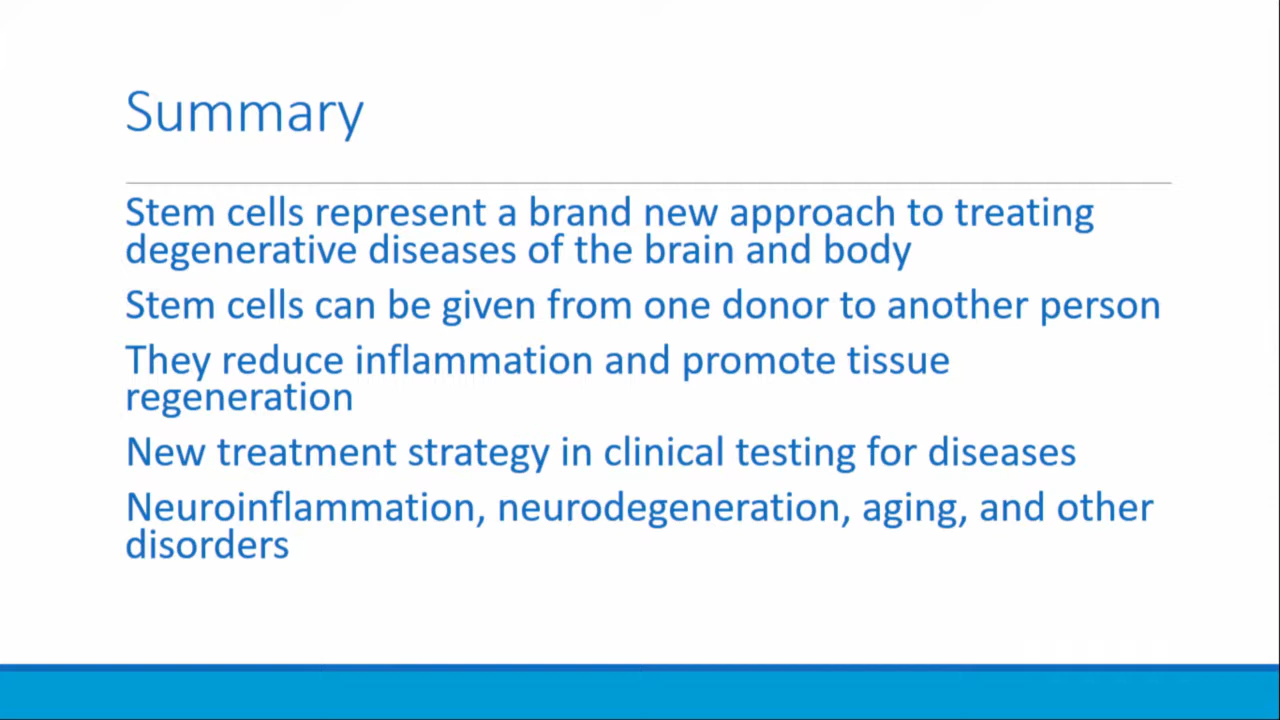 Summary
Stem cells represent a brand new approach to treating
degenerative diseases of the brain and body
Stem cells can be given from one donor to another person
They reduce inflammation and promote tissue
regeneration
New treatment strategy in clinical testing for diseases
Neuroinflammation, neurodegeneration, aging, and other
disorders